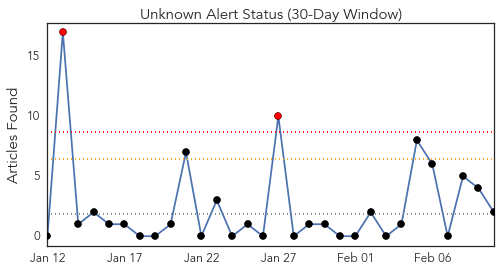 Unknown Alert Status (30-Day Window)
Articles Found
15
10
5
0
Jan 12 Jan 17 Jan 22 Jan 27 Feb 01 Feb 06